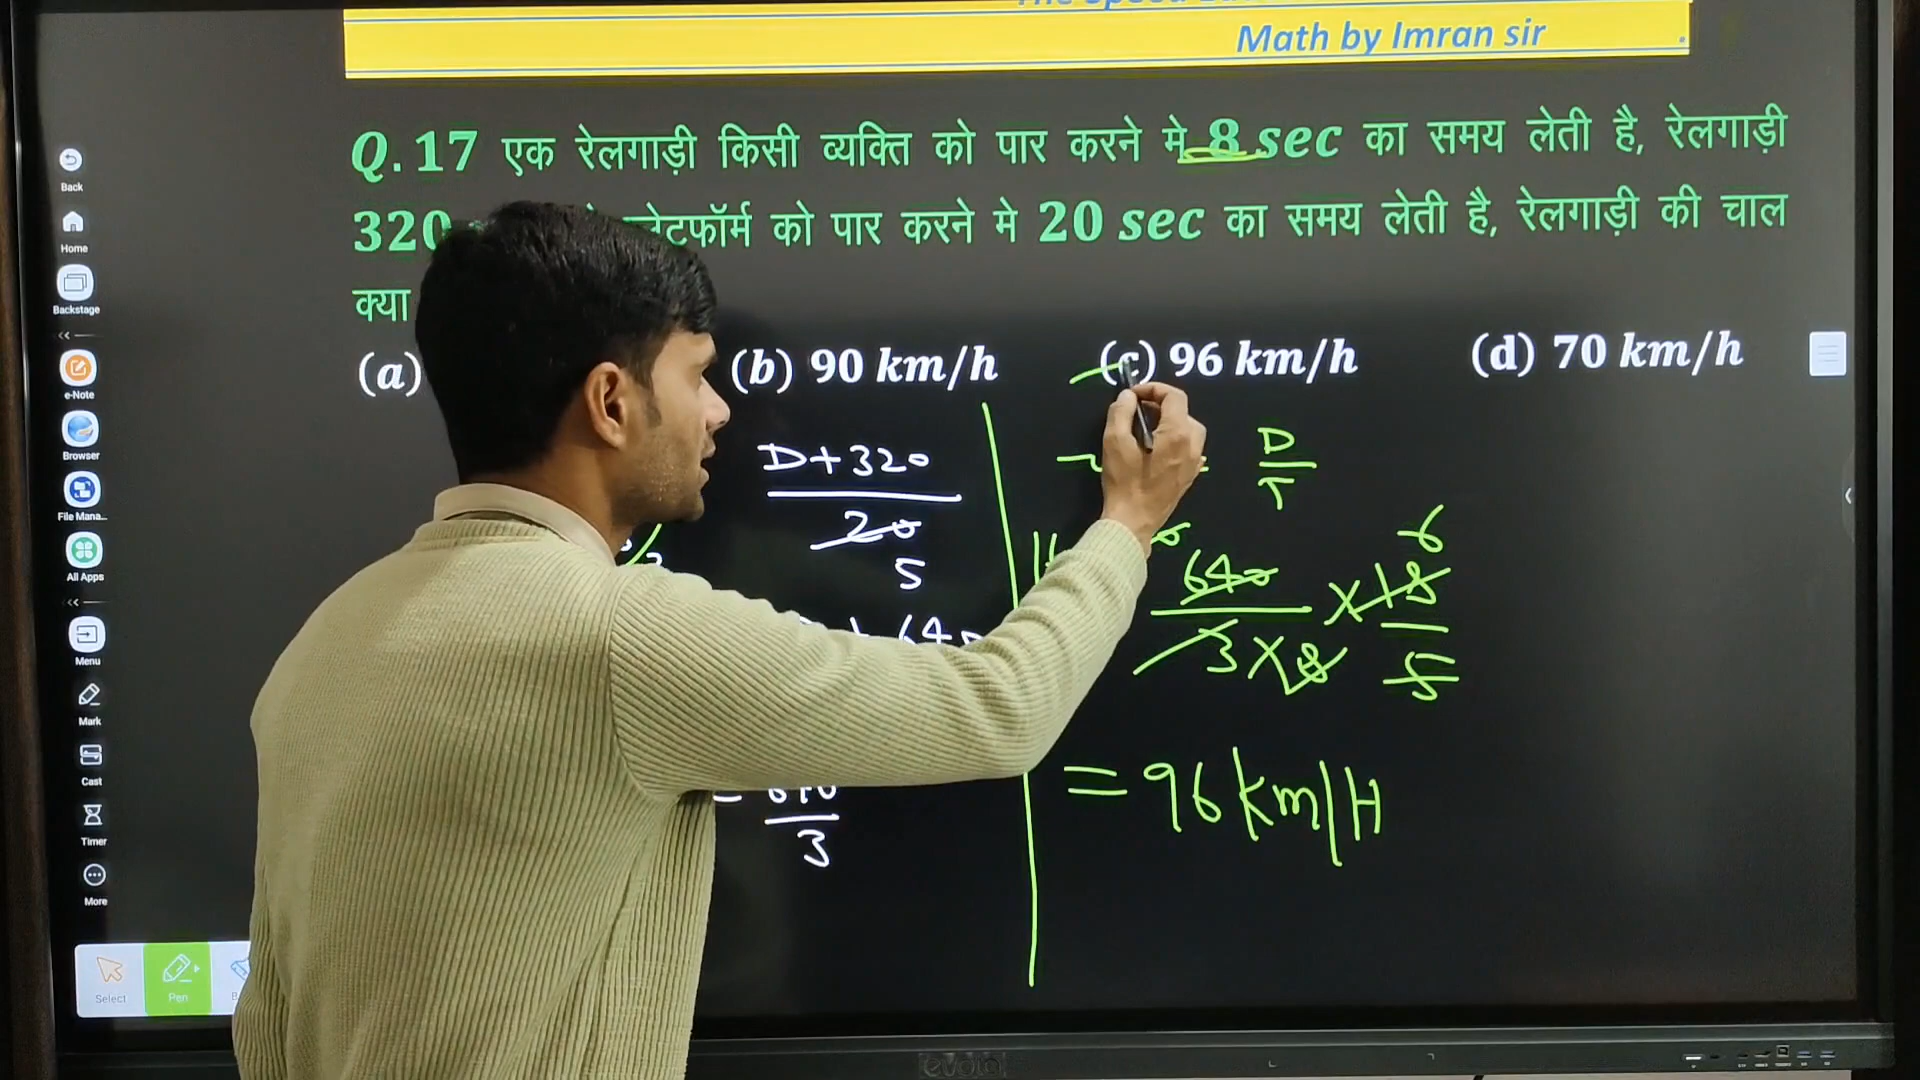 Math by Imran sir
Q.17 एक रेलगाड़ी किसी व्यक्ति को पार करने मे 8 sec का समय लेती है, रेलगाड़ी
320 प्लेटफॉर्म को पार करने मे 20 sec का समय लेती है, रेलगाड़ी की चाल
क्या
(a) (b) 90 km/h (c) 96 km/h (d) 70 km/h
D+320
20
5
640
3
D
T
640 × 18
3×8 5
6
= 96 km/H
Back
Home
Backstage
e-Note
Browser
File Mana...
All Apps
Menu
Mark
Cast
Timer
More
Select
Pen